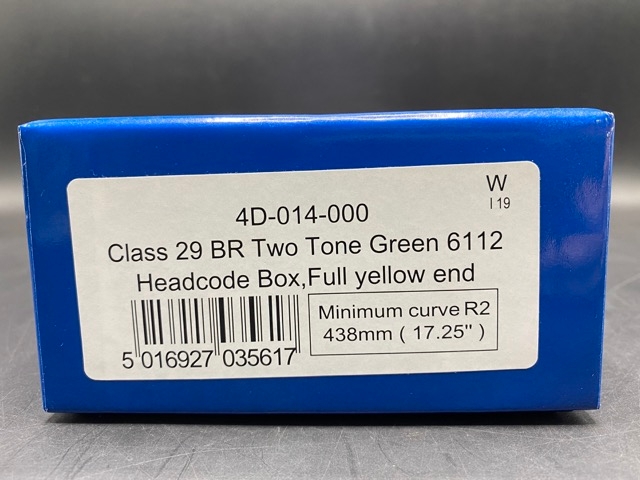 W
I 19
4D-014-000
Class 29 BR Two Tone Green 6112
Headcode Box,Full yellow end
Minimum curve R2
438mm ( 17.25" )
5 016927 035617